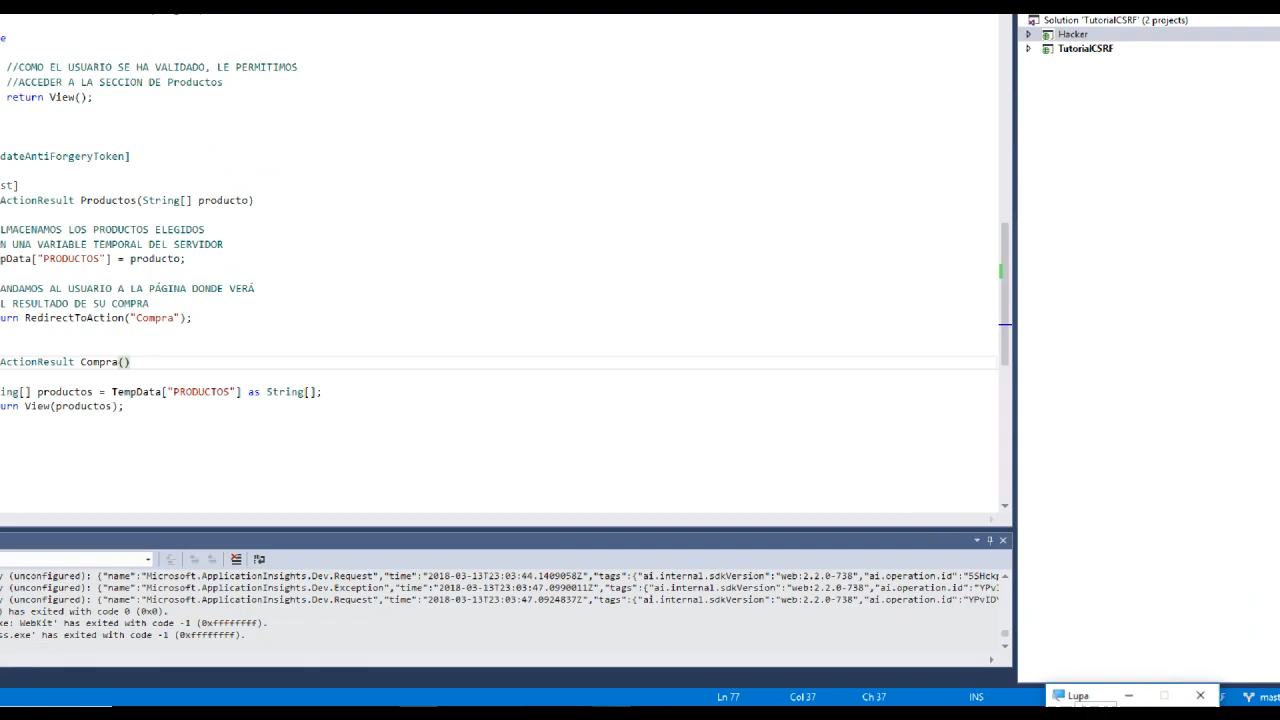 Solution 'TutorialCSRF' (2 projects)
Hacker
TutorialCSRF
e
//COMO EL USUARIO SE HA VALIDADO, LE PERMITIMOS
//ACCEDER A LA SECCION DE Productos
return View();
dateAntiForgeryToken]
st]
ActionResult Productos(String[] producto)
LMACENAMOS LOS PRODUCTOS ELEGIDOS
N UNA VARIABLE TEMPORAL DEL SERVIDOR
pData["PRODUCTOS"] = producto;
ANDAMOS AL USUARIO A LA PÁGINA DONDE VERÁ
L RESULTADO DE SU COMPRA
urn RedirectToAction("Compra");
ActionResult Compra()
ing[] productos = TempData["PRODUCTOS"] as String[];
urn View(productos);
y (unconfigured): {"name":"Microsoft.ApplicationInsights.Dev.Request","time":"2018-03-13T23:03:44.1409058Z","tags":{"ai.internal.sdkVersion":"web:2.2.0-738","ai.operation.id":"5SHckp
y (unconfigured): {"name":"Microsoft.ApplicationInsights.Dev.Exception","time":"2018-03-13T23:03:47.0990011Z","tags":{"ai.internal.sdkVersion":"web:2.2.0-738","ai.operation.id":"YPvi
y (unconfigured): {"name":"Microsoft.ApplicationInsights.Dev.Request","time":"2018-03-13T23:03:47.0924837Z","tags":{"ai.internal.sdkVersion":"web:2.2.0-738","ai.operation.id":"YPvIDV
) has exited with code 0 (0x0).
xe: WebKit' has exited with code -1 (0xffffffff).
ss.exe' has exited with code -1 (0xffffffff).
Ln 77 Col 37 Ch 37 INS
Lupa
F mast